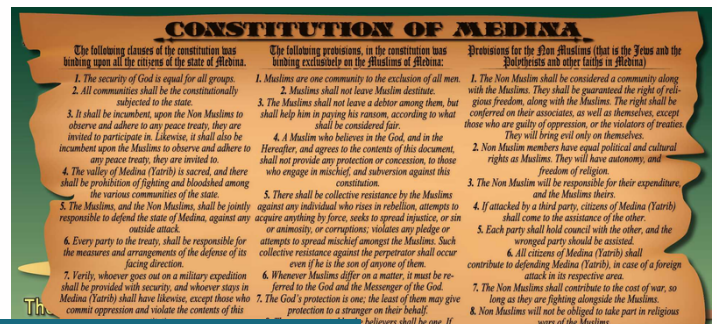 CONSTITUTION OF MEDINA
The following clauses of the constitution was
binding upon all the citizens of the state of Medina.
1. The security of God is equal for all groups.
2. All communities shall be the constitutionally
subjected to the state.
3. It shall be incumbent, upon the Non Muslims to
observe and adhere to any peace treaty, they are
invited to participate in. Likewise, it shall also be
incumbent upon the Muslims to observe and adhere to
any peace treaty, they are invited to.
4. The valley of Medina (Yatrib) is sacred, and there
shall be prohibition of fighting and bloodshed among
the various communities of the state.
5. The Muslims, and the Non Muslims, shall be jointly
responsible to defend the state of Medina, against any
outside attack.
6. Every party to the treaty, shall be responsible for
the measures and arrangements of the defense of its
facing direction.
7. Verily, whoever goes out on a military expedition
shall be provided with security, and whoever stays in
Medina (Yatrib) shall have likewise, except those who
commit oppression and violate the contents of this
The following provisions, in the constitution was
binding exclusively on the Muslims of Medina:
1. Muslims are one community to the exclusion of all men.
2. Muslims shall not leave Muslim destitute.
3. The Muslims shall not leave a debtor among them, but
shall help him in paying his ransom, according to what
shall be considered fair.
4. A Muslim who believes in the God, and in the
Hereafter, and agrees to the contents of this document,
shall not provide any protection or concession, to those
who engage in mischief, and subversion against this
constitution.
5. There shall be collective resistance by the Muslims
against any individual who rises in rebellion, attempts to
acquire anything by force, seeks to spread injustice, or sin
or animosity, or corruptions; violates any pledge or
attempts to spread mischief amongst the Muslims. Such
collective resistance against the perpetrator shall occur
even if he is the son of anyone of them.
6. Whenever Muslims differ on a matter, it must be re-
ferred to the God and the Messenger of the God.
7. The God's protection is one; the least of them may give
protection to a stranger on their behalf.
believers shall be one. If
Provisions for the Non Muslims (that is the Jews and the
Polytheists and other faiths in Medina)
1. The Non Muslim shall be considered a community along
with the Muslims. They shall be guaranteed the right of reli-
gious freedom, along with the Muslims. The right shall be
conferred on their associates, as well as themselves, except
those who are guilty of oppression, or the violators of treaties.
They will bring evil only on themselves.
2. Non Muslim members have equal political and cultural
rights as Muslims. They will have autonomy, and
freedom of religion.
3. The Non Muslim will be responsible for their expenditure,
and the Muslims theirs.
4. If attacked by a third party, citizens of Medina (Yatrib)
shall come to the assistance of the other.
5. Each party shall hold council with the other, and the
wronged party should be assisted.
6. All citizens of Medina (Yatrib) shall
contribute to defending Medina (Yatrib), in case of a foreign
attack in its respective area.
7. The Non Muslims shall contribute to the cost of war, so
long as they are fighting alongside the Muslims.
8. Non Muslims will not be obliged to take part in religious
wars of the Muslims.